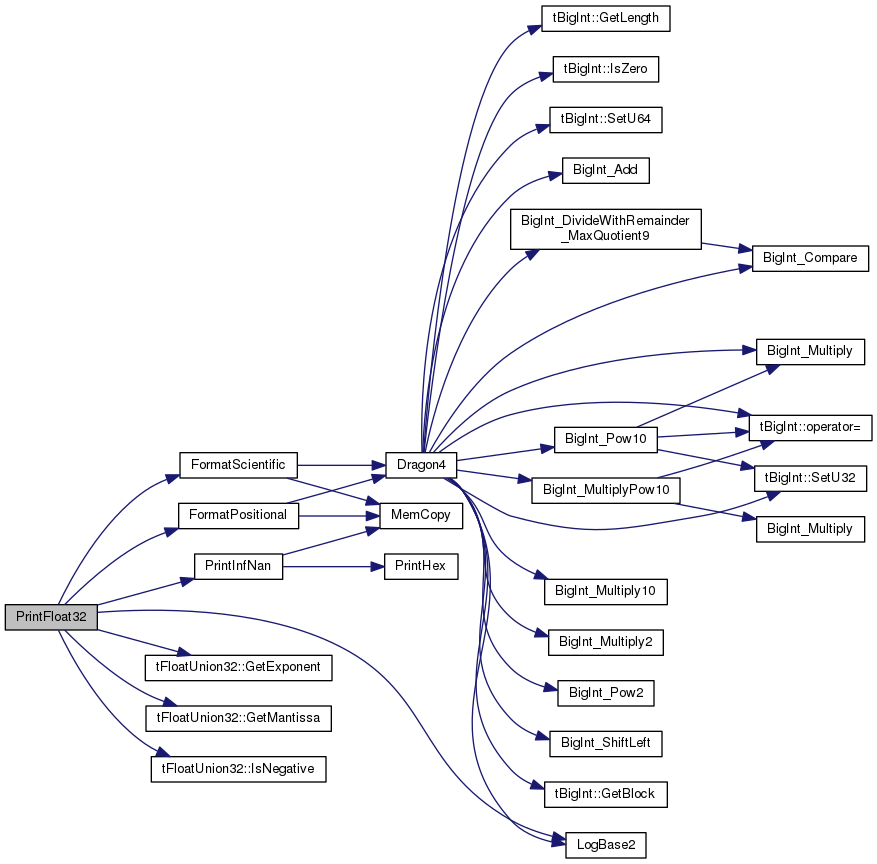 tBigInt::GetLength
tBigInt::IsZero
tBigInt::SetU64
BigInt_Add
BigInt_DivideWithRemainder
_MaxQuotient9
BigInt_Compare
BigInt_Multiply
tBigInt::operator=
BigInt_Pow10
FormatScientific
Dragon4
tBigInt::SetU32
BigInt_MultiplyPow10
FormatPositional
MemCopy
BigInt_Multiply
PrintInfNan
PrintHex
BigInt_Multiply10
PrintFloat32
BigInt_Multiply2
tFloatUnion32::GetExponent
BigInt_Pow2
tFloatUnion32::GetMantissa
BigInt_ShiftLeft
tFloatUnion32::IsNegative
tBigInt::GetBlock
LogBase2